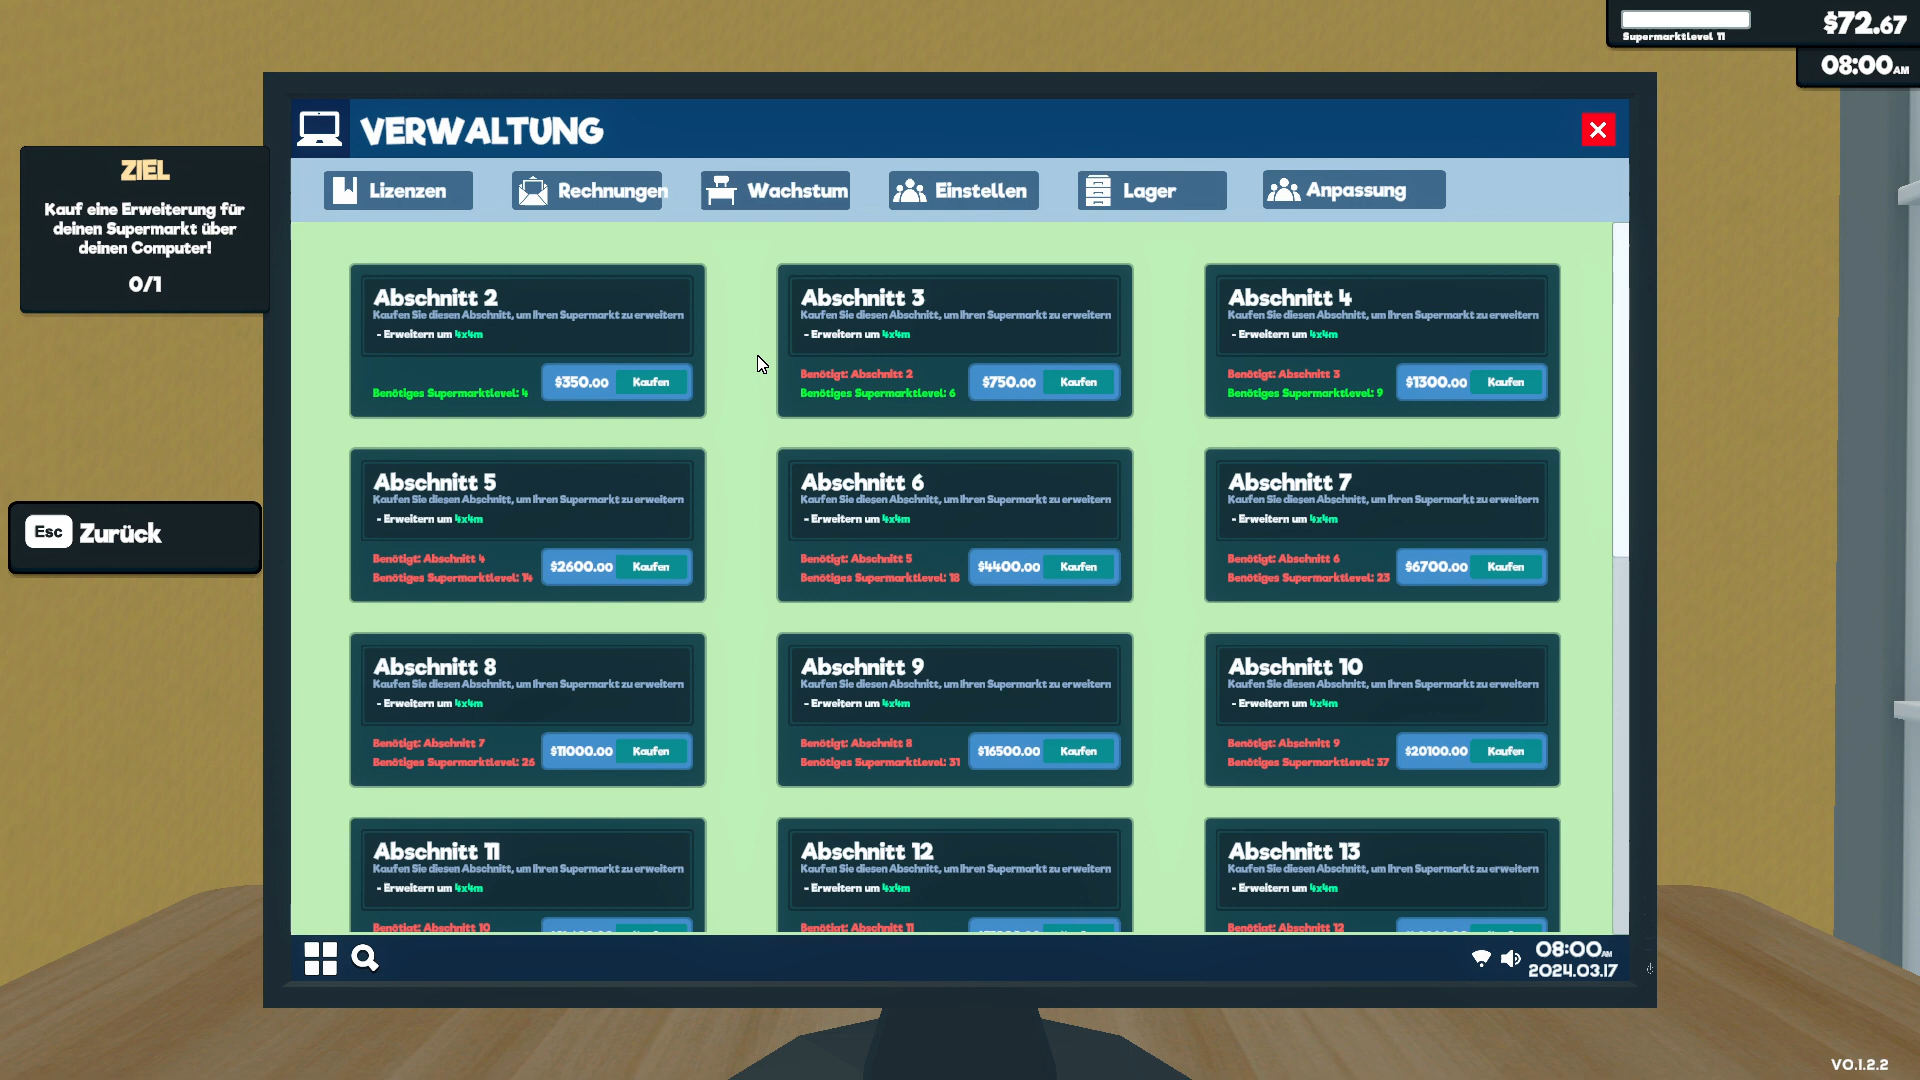 $72.67
Supermarktlevel 11
08:00AM
VERWALTUNG
ZIEL
Kauf eine Erweiterung für
deinen Supermarkt über
deinen Computer!
0/1
Lizenzen
Rechnungen
Wachstum
Einstellen
Lager
Anpassung
Abschnitt 2
Kaufen Sie diesen Abschnitt, um Ihren Supermarkt zu erweitern
- Erweitern um 4x4m
Benötiges Supermarktlevel: 4
$350.00 Kaufen
Abschnitt 3
Kaufen Sie diesen Abschnitt, um Ihren Supermarkt zu erweitern
- Erweitern um 4x4m
Benötigt: Abschnitt 2
Benötiges Supermarktlevel: 6
$750.00 Kaufen
Abschnitt 4
Kaufen Sie diesen Abschnitt, um Ihren Supermarkt zu erweitern
- Erweitern um 4x4m
Benötigt: Abschnitt 3
Benötiges Supermarktlevel: 9
$1300.00 Kaufen
Abschnitt 5
Kaufen Sie diesen Abschnitt, um Ihren Supermarkt zu erweitern
- Erweitern um 4x4m
Benötigt: Abschnitt 4
Benötiges Supermarktlevel: 14
$2600.00 Kaufen
Abschnitt 6
Kaufen Sie diesen Abschnitt, um Ihren Supermarkt zu erweitern
- Erweitern um 4x4m
Benötigt: Abschnitt 5
Benötiges Supermarktlevel: 18
$4400.00 Kaufen
Abschnitt 7
Kaufen Sie diesen Abschnitt, um Ihren Supermarkt zu erweitern
- Erweitern um 4x4m
Benötigt: Abschnitt 6
Benötiges Supermarktlevel: 23
$6700.00 Kaufen
Esc Zurück
Abschnitt 8
Kaufen Sie diesen Abschnitt, um Ihren Supermarkt zu erweitern
- Erweitern um 4x4m
Benötigt: Abschnitt 7
Benötiges Supermarktlevel: 26
$11000.00 Kaufen
Abschnitt 9
Kaufen Sie diesen Abschnitt, um Ihren Supermarkt zu erweitern
- Erweitern um 4x4m
Benötigt: Abschnitt 8
Benötiges Supermarktlevel: 31
$16500.00 Kaufen
Abschnitt 10
Kaufen Sie diesen Abschnitt, um Ihren Supermarkt zu erweitern
- Erweitern um 4x4m
Benötigt: Abschnitt 9
Benötiges Supermarktlevel: 37
$20100.00 Kaufen
Abschnitt 11
Kaufen Sie diesen Abschnitt, um Ihren Supermarkt zu erweitern
- Erweitern um 4x4m
Benötigt: Abschnitt 10
Abschnitt 12
Kaufen Sie diesen Abschnitt, um Ihren Supermarkt zu erweitern
- Erweitern um 4x4m
Benötigt: Abschnitt 11
Abschnitt 13
Kaufen Sie diesen Abschnitt, um Ihren Supermarkt zu erweitern
- Erweitern um 4x4m
Benötigt: Abschnitt 12
08:00AM
2024.03.17
V0.1.2.2